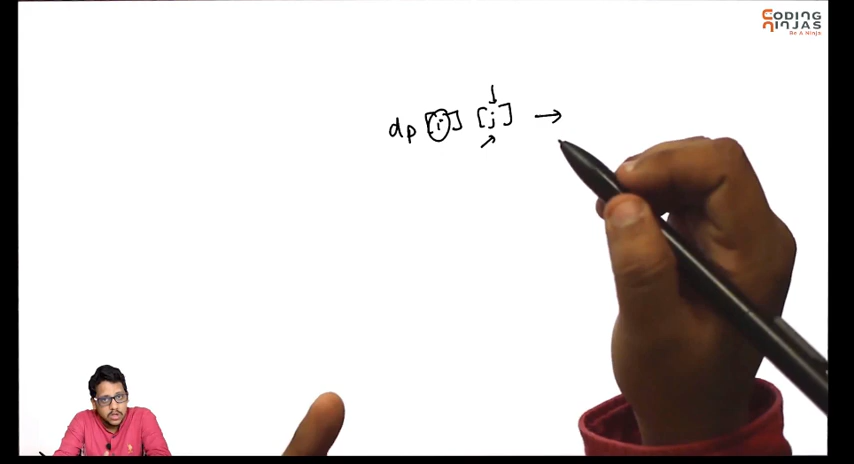 CODING
NINJAS
Be A Ninja
dp [i] [j] →